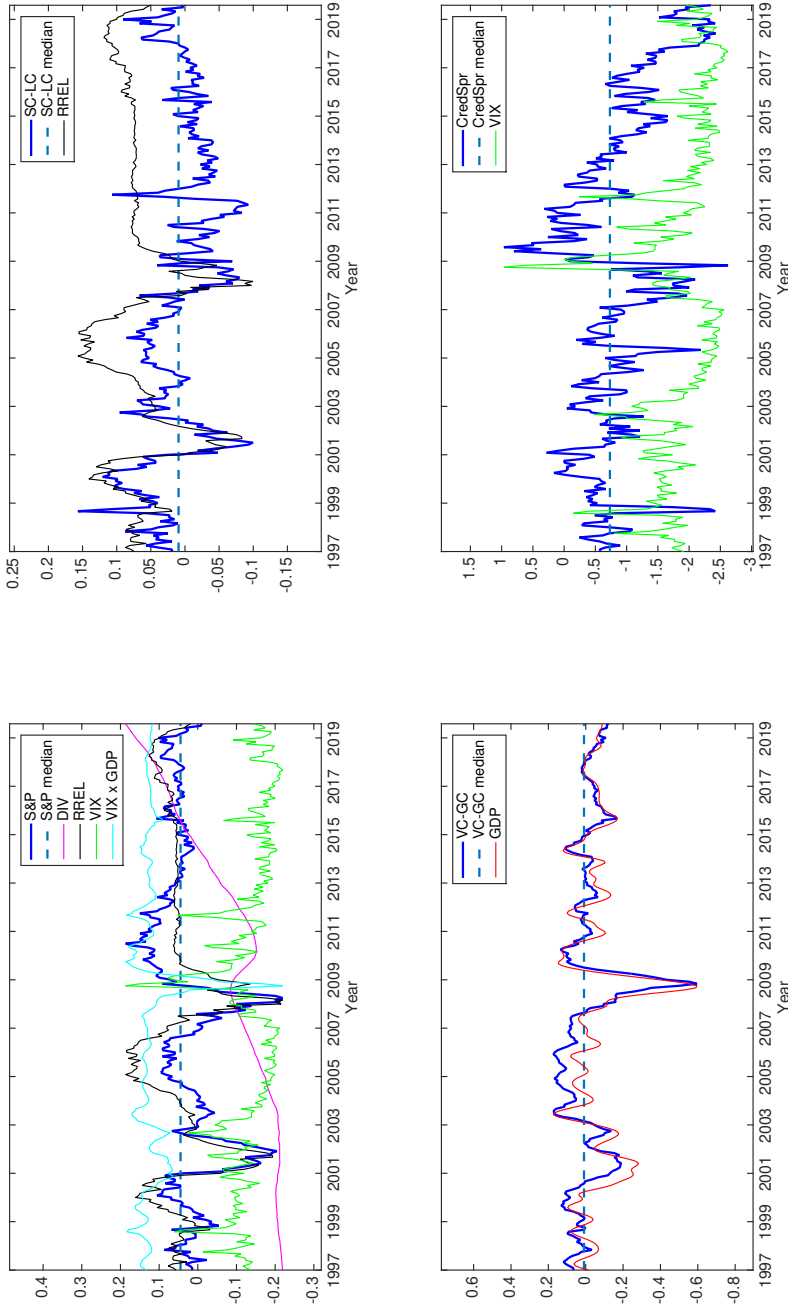 0.4
0.3
0.2
0.1
0
-0.1
-0.2
-0.3
1997 1999 2001 2003 2005 2007 2009 2011 2013 2015 2017 2019
Year
S&P
S&P median
DIV
RREL
VIX
VIX x GDP
0.25
0.2
0.15
0.1
0.05
0
-0.05
-0.1
-0.15
1997 1999 2001 2003 2005 2007 2009 2011 2013 2015 2017 2019
Year
SC-LC
SC-LC median
RREL
0.8
0.6
0.4
0.2
0
-0.2
-0.4
-0.6
-0.8
1997 1999 2001 2003 2005 2007 2009 2011 2013 2015 2017 2019
Year
VC-GC
VC-GC median
GDP
1.5
1
0.5
0
-0.5
-1
-1.5
-2
-2.5
-3
1997 1999 2001 2003 2005 2007 2009 2011 2013 2015 2017 2019
Year
CredSpr
CredSpr median
VIX